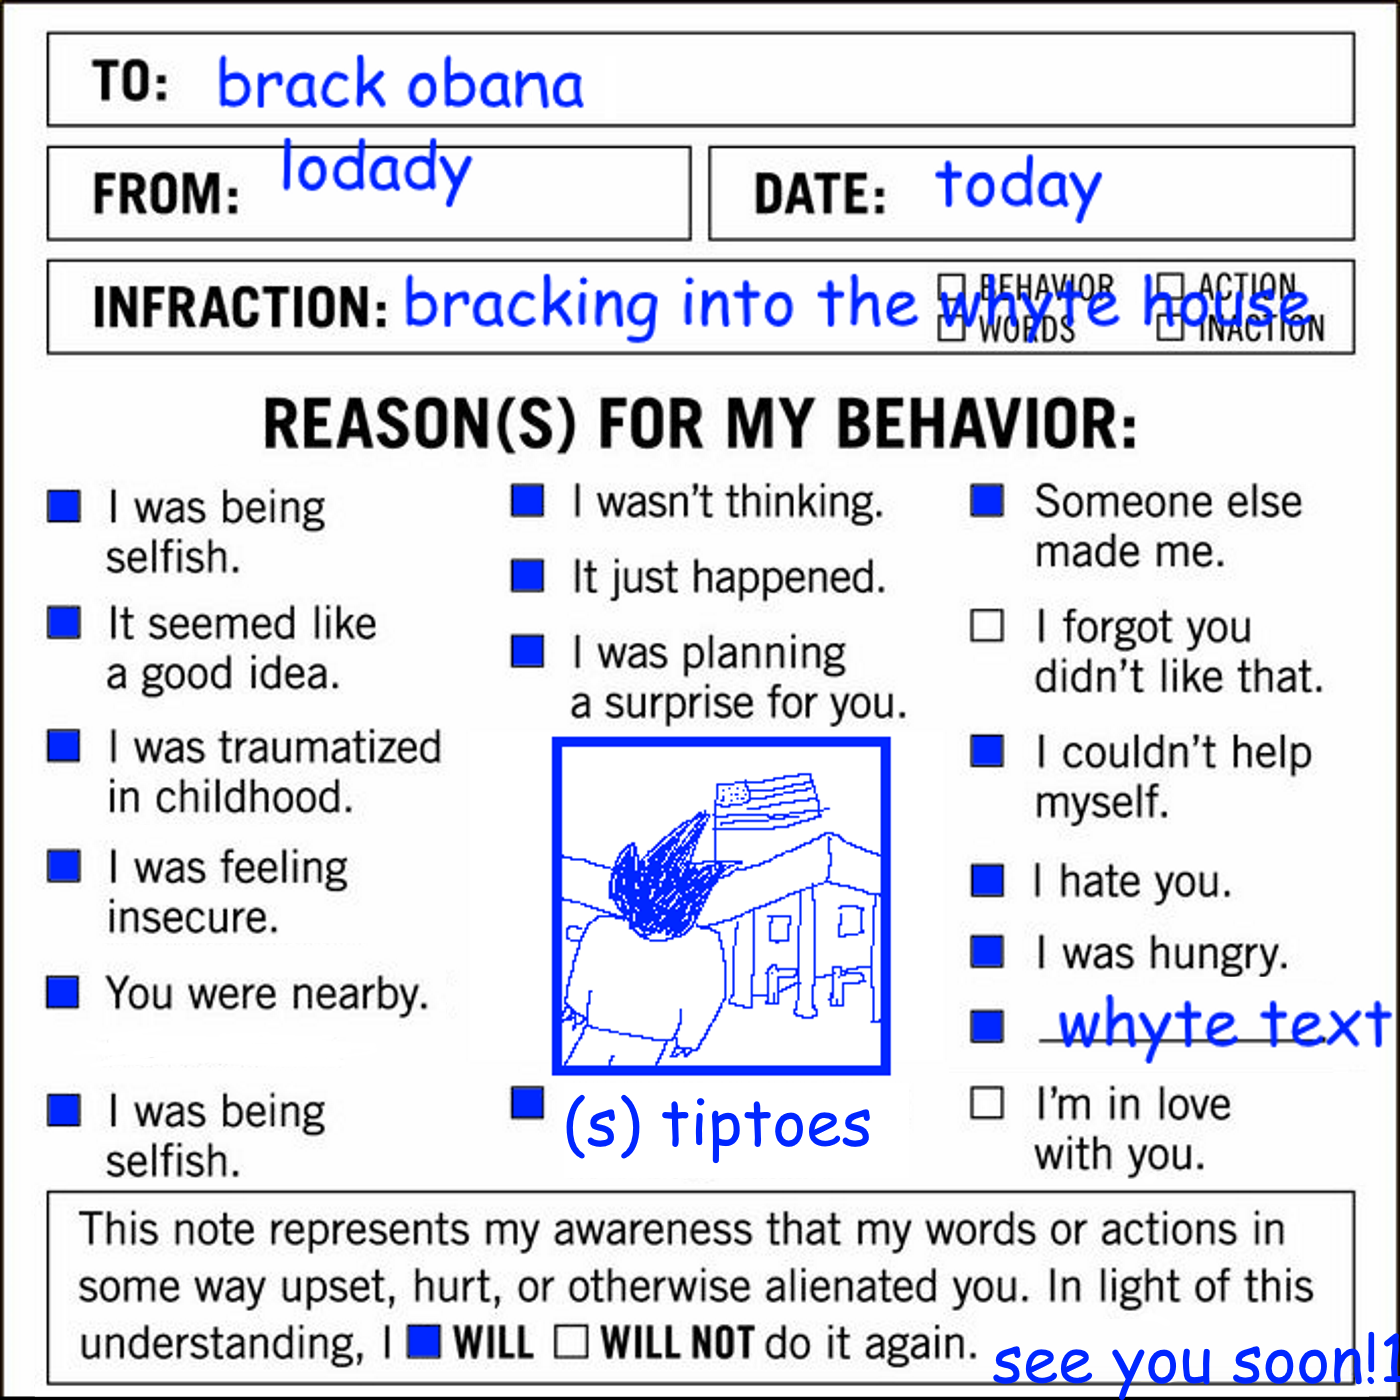 TO: brack obana
FROM: lodady
DATE: today
INFRACTION: bracking into the whyte house
BEHAVIOR
ACTION
WORDS
INACTION
REASON(S) FOR MY BEHAVIOR:
I was being
selfish.
It seemed like
a good idea.
I was traumatized
in childhood.
I was feeling
insecure.
You were nearby.
I was being
selfish.
I wasn't thinking.
It just happened.
I was planning
a surprise for you.
(s) tiptoes
Someone else
made me.
I forgot you
didn't like that.
I couldn't help
myself.
I hate you.
I was hungry.
whyte text
I'm in love
with you.
This note represents my awareness that my words or actions in
some way upset, hurt, or otherwise alienated you. In light of this
understanding, I WILL WILL NOT do it again.
see you soon!1